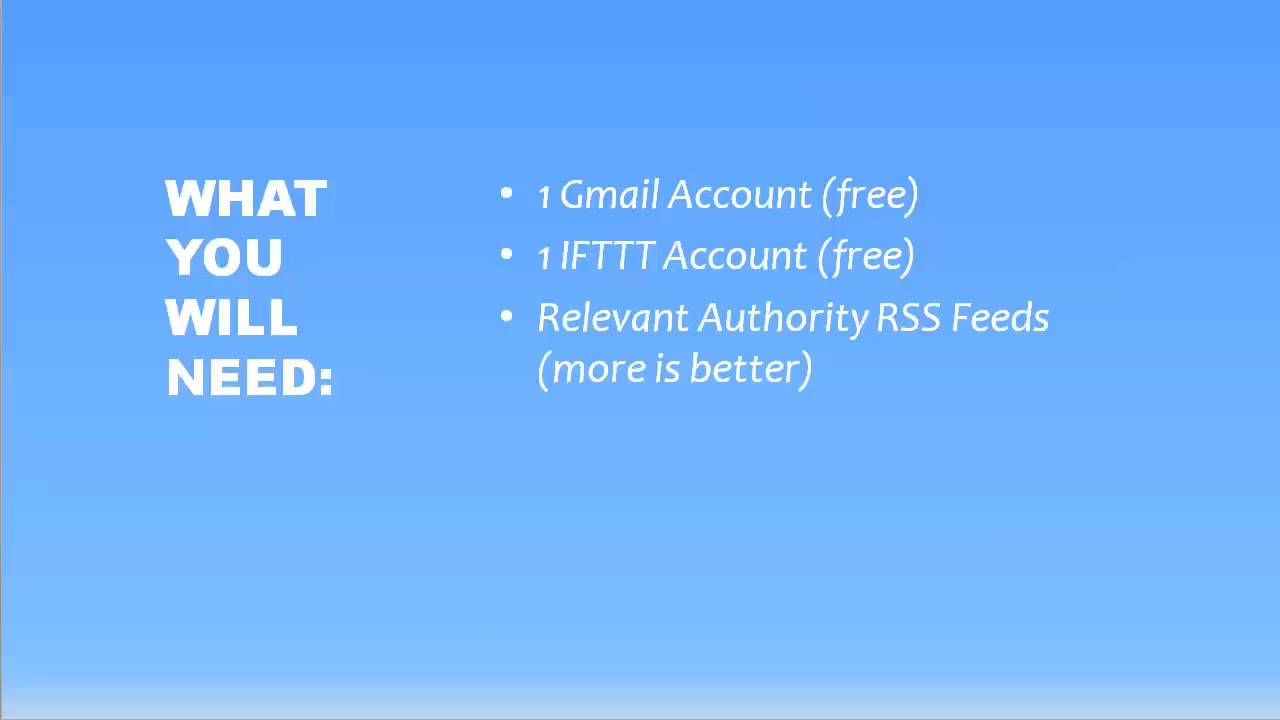 WHAT
YOU
WILL
NEED:
• 1 Gmail Account (free)
• 1 IFTTT Account (free)
• Relevant Authority RSS Feeds
(more is better)